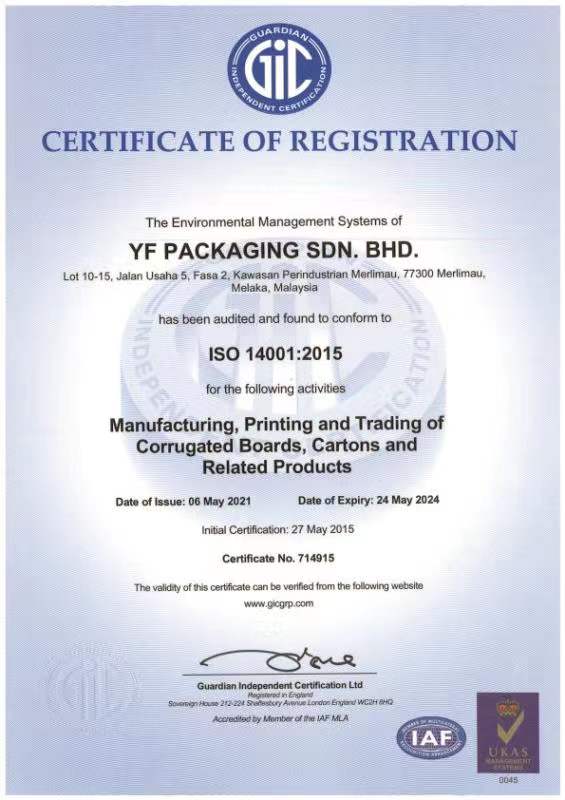 GUARDIAN
GIC
INDEPENDENT CERTIFICATION
CERTIFICATE OF REGISTRATION
The Environmental Management Systems of
YF PACKAGING SDN. BHD.
Lot 10-15, Jalan Usaha 5, Fasa 2, Kawasan Perindustrian Merlimau, 77300 Merlimau,
Melaka, Malaysia
has been audited and found to conform to
ISO 14001:2015
for the following activities
Manufacturing, Printing and Trading of
Corrugated Boards, Cartons and
Related Products
Date of Issue: 06 May 2021 Date of Expiry: 24 May 2024
Initial Certification: 27 May 2015
Certificate No. 714915
The validity of this certificate can be verified from the following website
www.gicgrp.com
Guardian Independent Certification Ltd
Registered in England
Sovereign House 212-224 Shaftesbury Avenue London England WC2H 8HQ
Accredited by Member of the IAF MLA
MEMBER OF MULTILATERAL
IAF
RECOGNITION ARRANGEMENT
UKAS
MANAGEMENT
SYSTEMS
0045